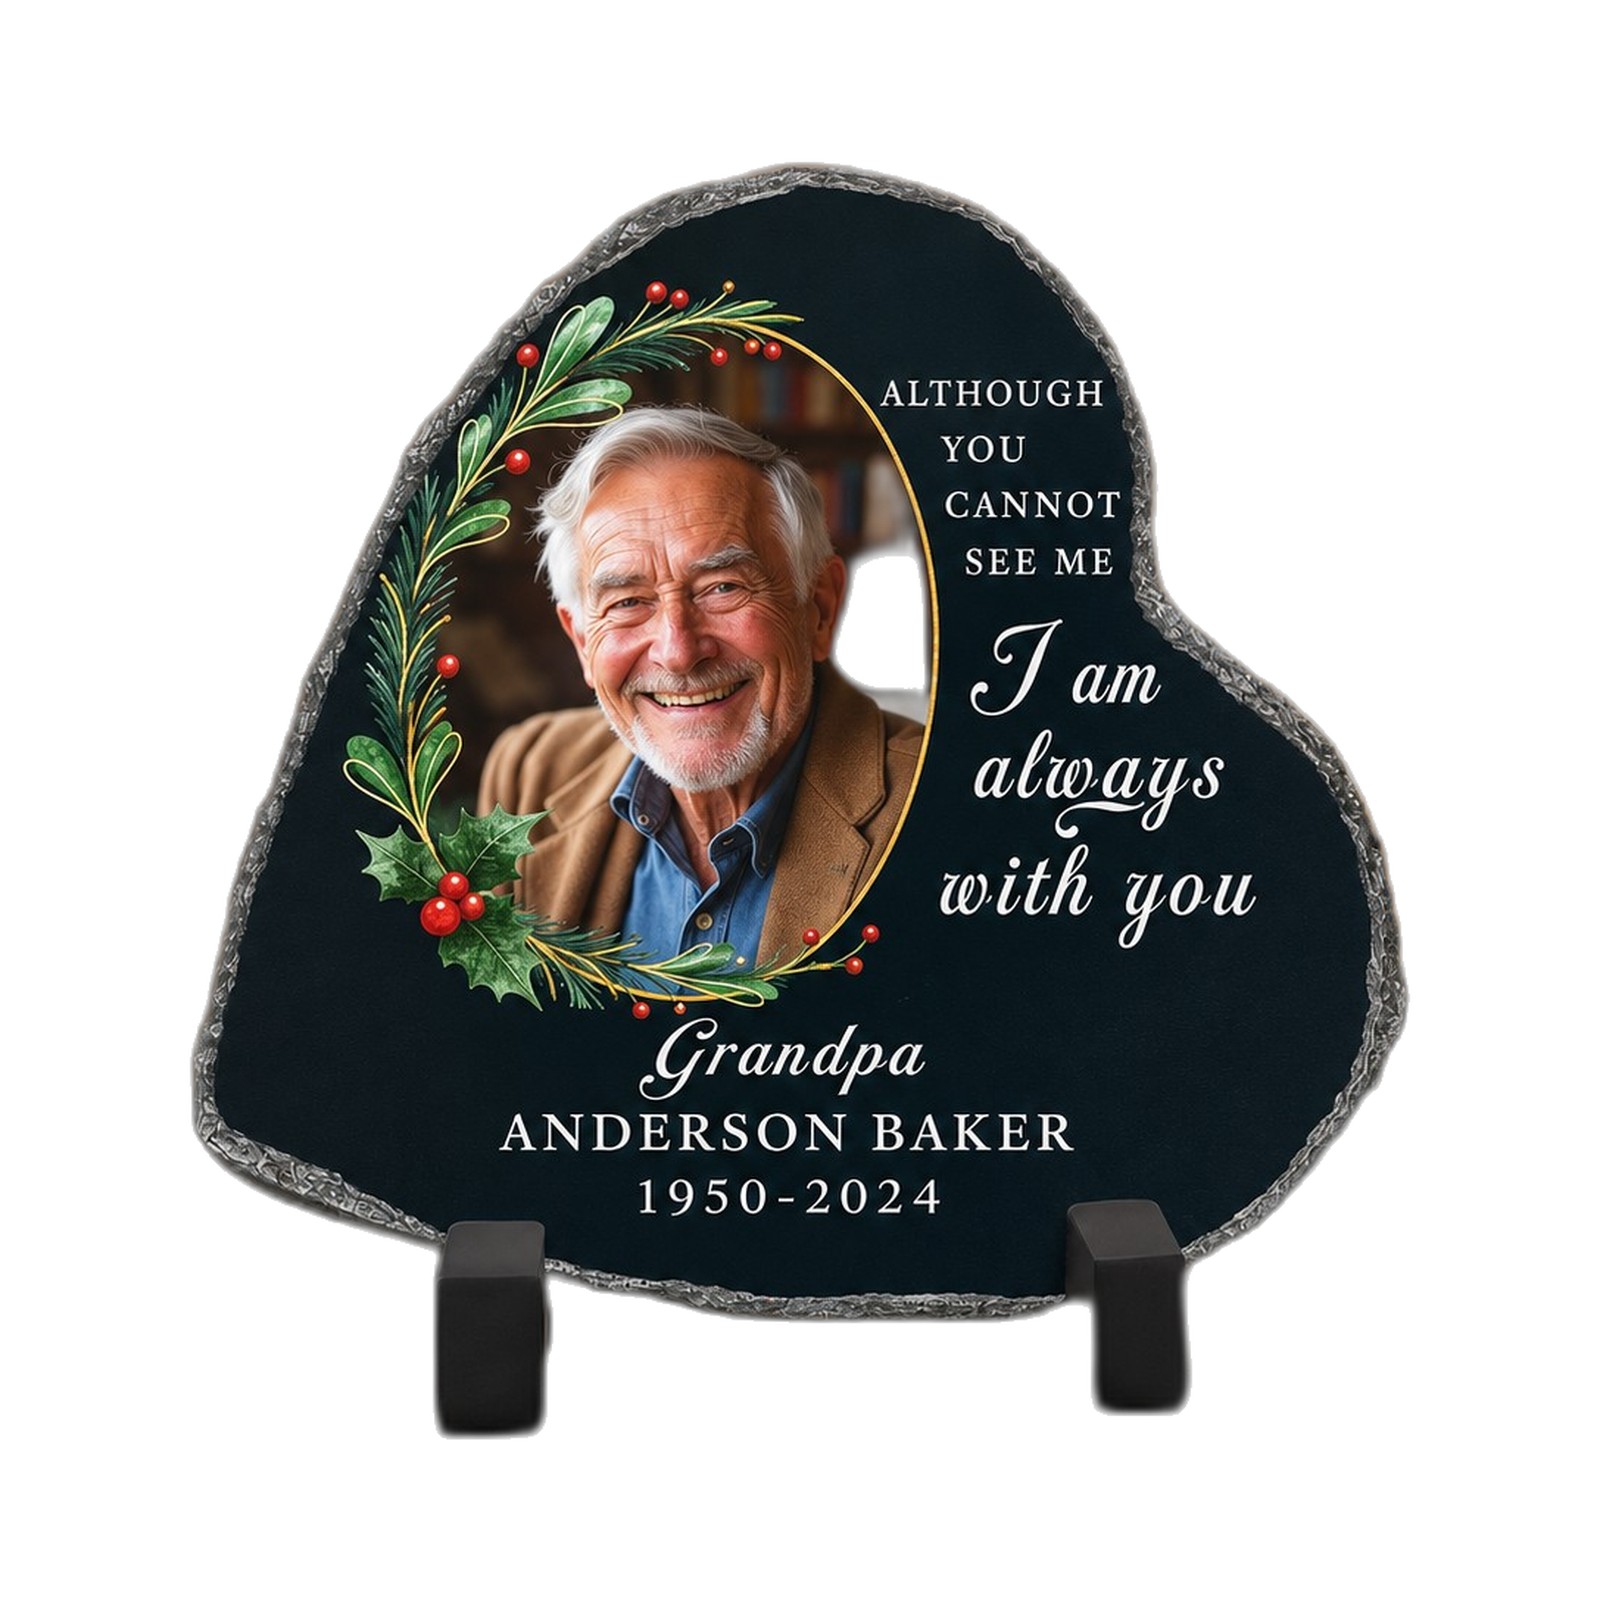 ALTHOUGH
YOU
CANNOT
SEE ME
I am
always
with you
Grandpa
ANDERSON BAKER
1950-2024